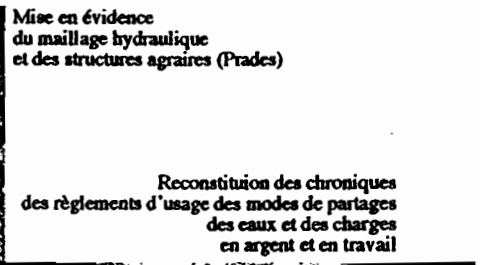 Mise en évidence
du maillage hydraulique
et des structures agraires (Prades)
Reconstituion des chroniques
des règlements d'usage des modes de partages
des eaux et des charges
en argent et en travail